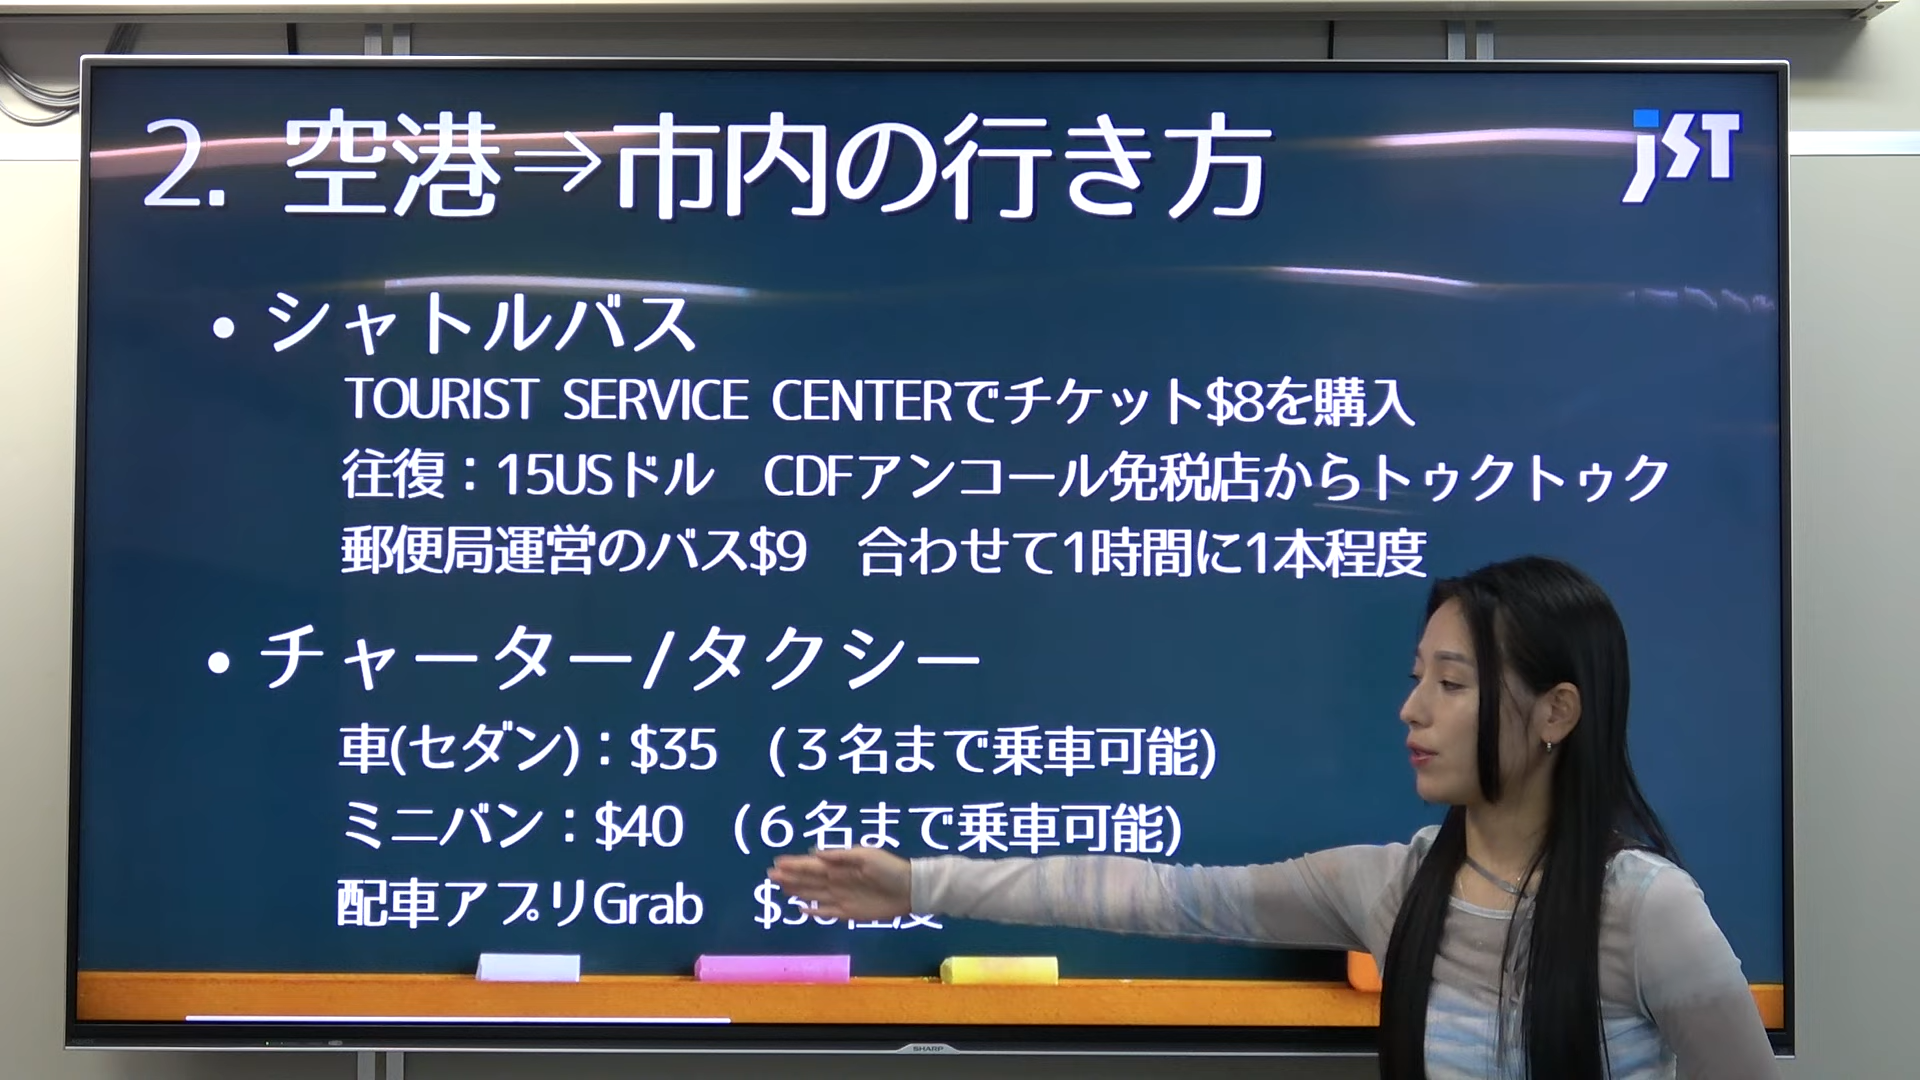 2. 空港⇒市内の行き方
jST
• シャトルバス
TOURIST SERVICE CENTERでチケット$8を購入
往復：15USドル　CDFアンコール免税店からトゥクトゥク
郵便局運営のバス$9　合わせて1時間に1本程度
• チャーター/タクシー
車(セダン)：$35　(３名まで乗車可能)
ミニバン：$40　(６名まで乗車可能)
配車アプリGrab
SHARP